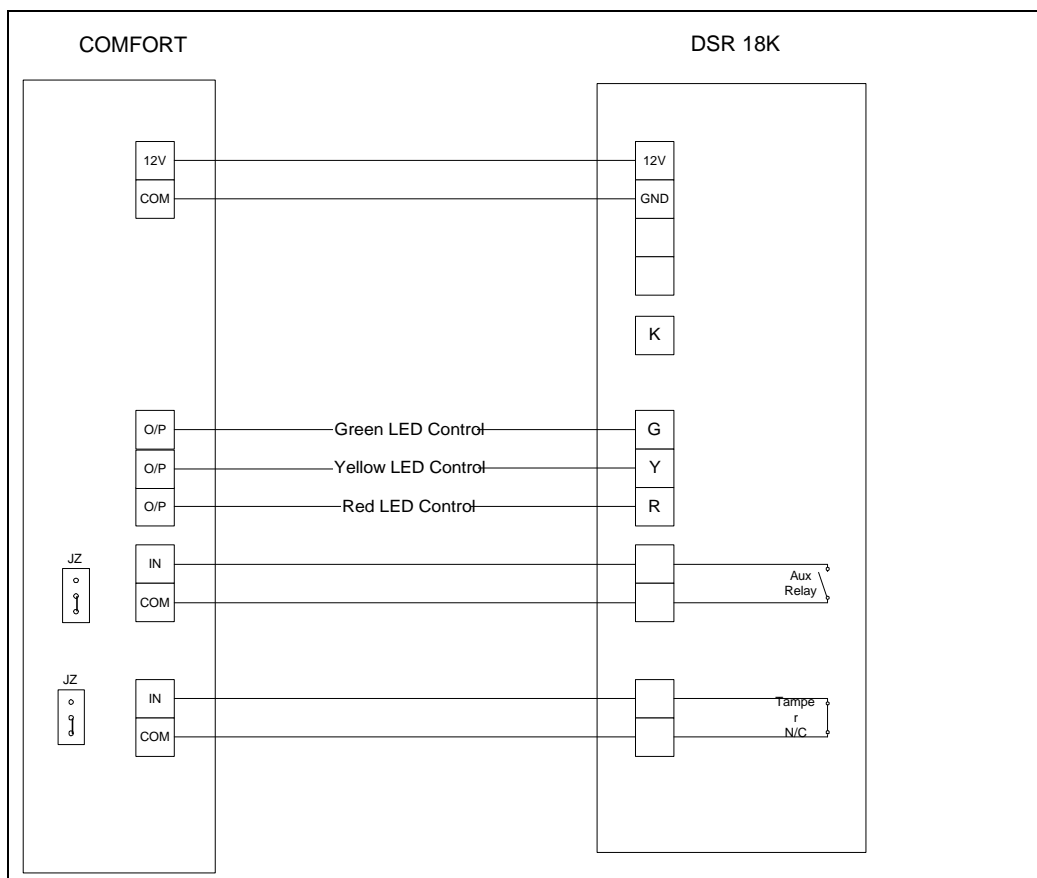 COMFORT
DSR 18K
12V
12V
COM
GND
K
O/P
Green LED Control
G
O/P
Yellow LED Control
Y
O/P
Red LED Control
R
JZ
IN
Aux
Relay
COM
JZ
IN
Tampe
r
N/C
COM